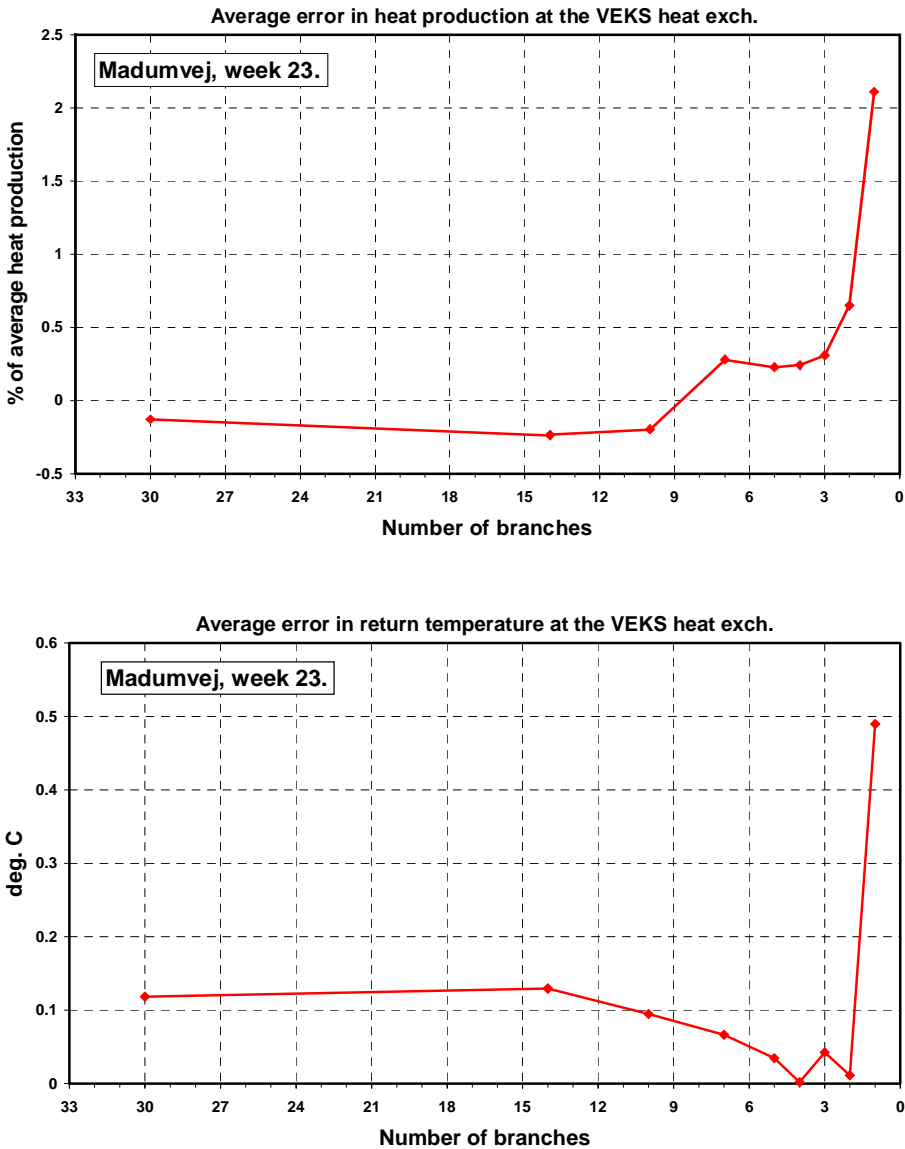 Average error in heat production at the VEKS heat exch.
2.5
Madumvej, week 23.
2
1.5
1
0.5
0
-0.5
% of average heat production
33 30 27 24 21 18 15 12 9 6 3 0
Number of branches
Average error in return temperature at the VEKS heat exch.
0.6
Madumvej, week 23.
0.5
0.4
0.3
0.2
0.1
0
deg. C
33 30 27 24 21 18 15 12 9 6 3 0
Number of branches